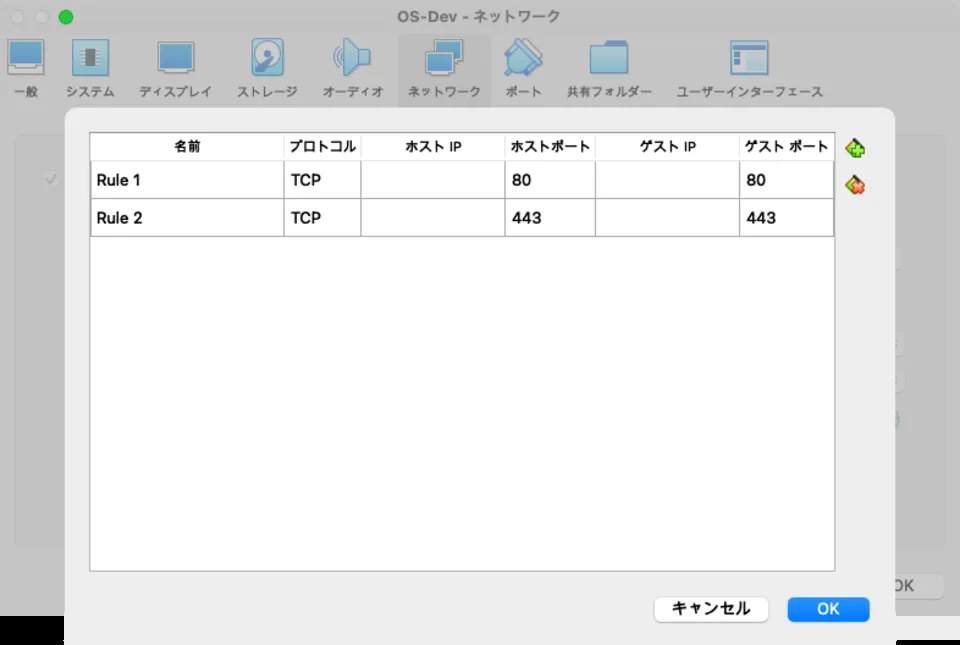 OS-Dev - ネットワーク
一般 システム ディスプレイ ストレージ オーディオ ネットワーク ポート 共有フォルダー ユーザーインターフェース
名前 プロトコル ホスト IP ホストポート ゲスト IP ゲスト ポート
Rule 1 TCP 80 80
Rule 2 TCP 443 443
OK
キャンセル OK